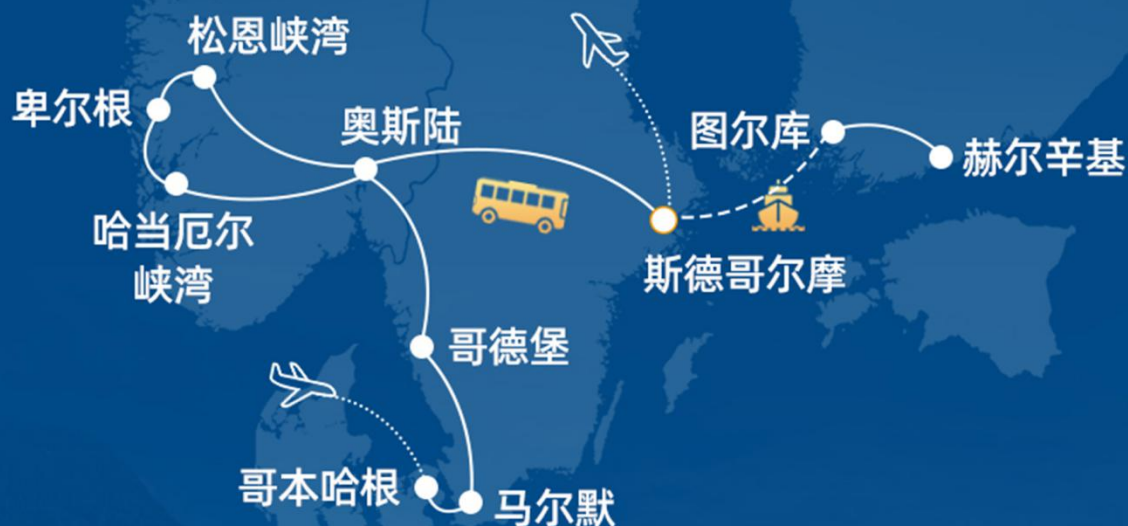 松恩峡湾
卑尔根
奥斯陆
图尔库
赫尔辛基
哈当厄尔
峡湾
斯德哥尔摩
哥德堡
哥本哈根
马尔默